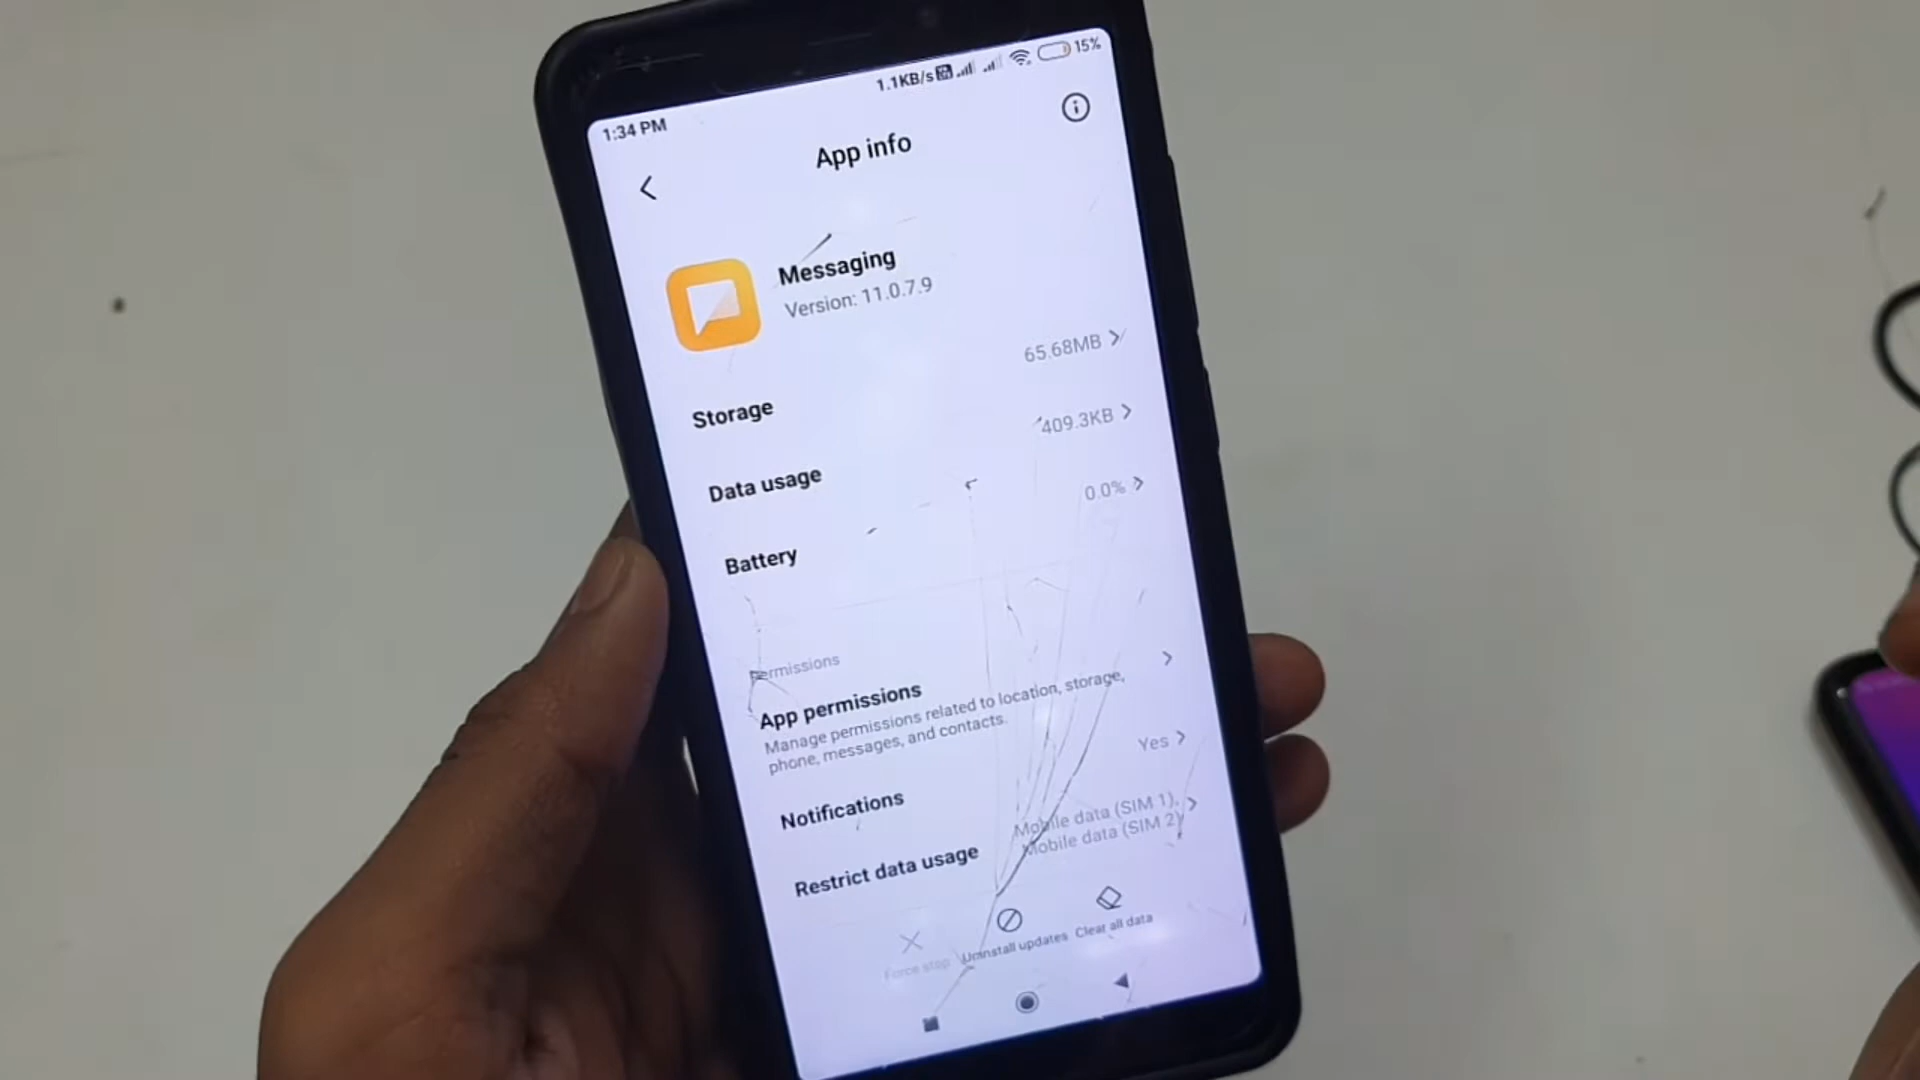 1:34 PM
1.1KB/s
15%
App info
Messaging
Version: 11.0.7.9
Storage
65.68MB
Data usage
409.3KB
Battery
0.0%
Permissions
App permissions
Manage permissions related to location, storage,
phone, messages, and contacts.
Notifications
Yes
Restrict data usage
Mobile data (SIM 1),
Mobile data (SIM 2)
Force stop
Uninstall updates
Clear all data